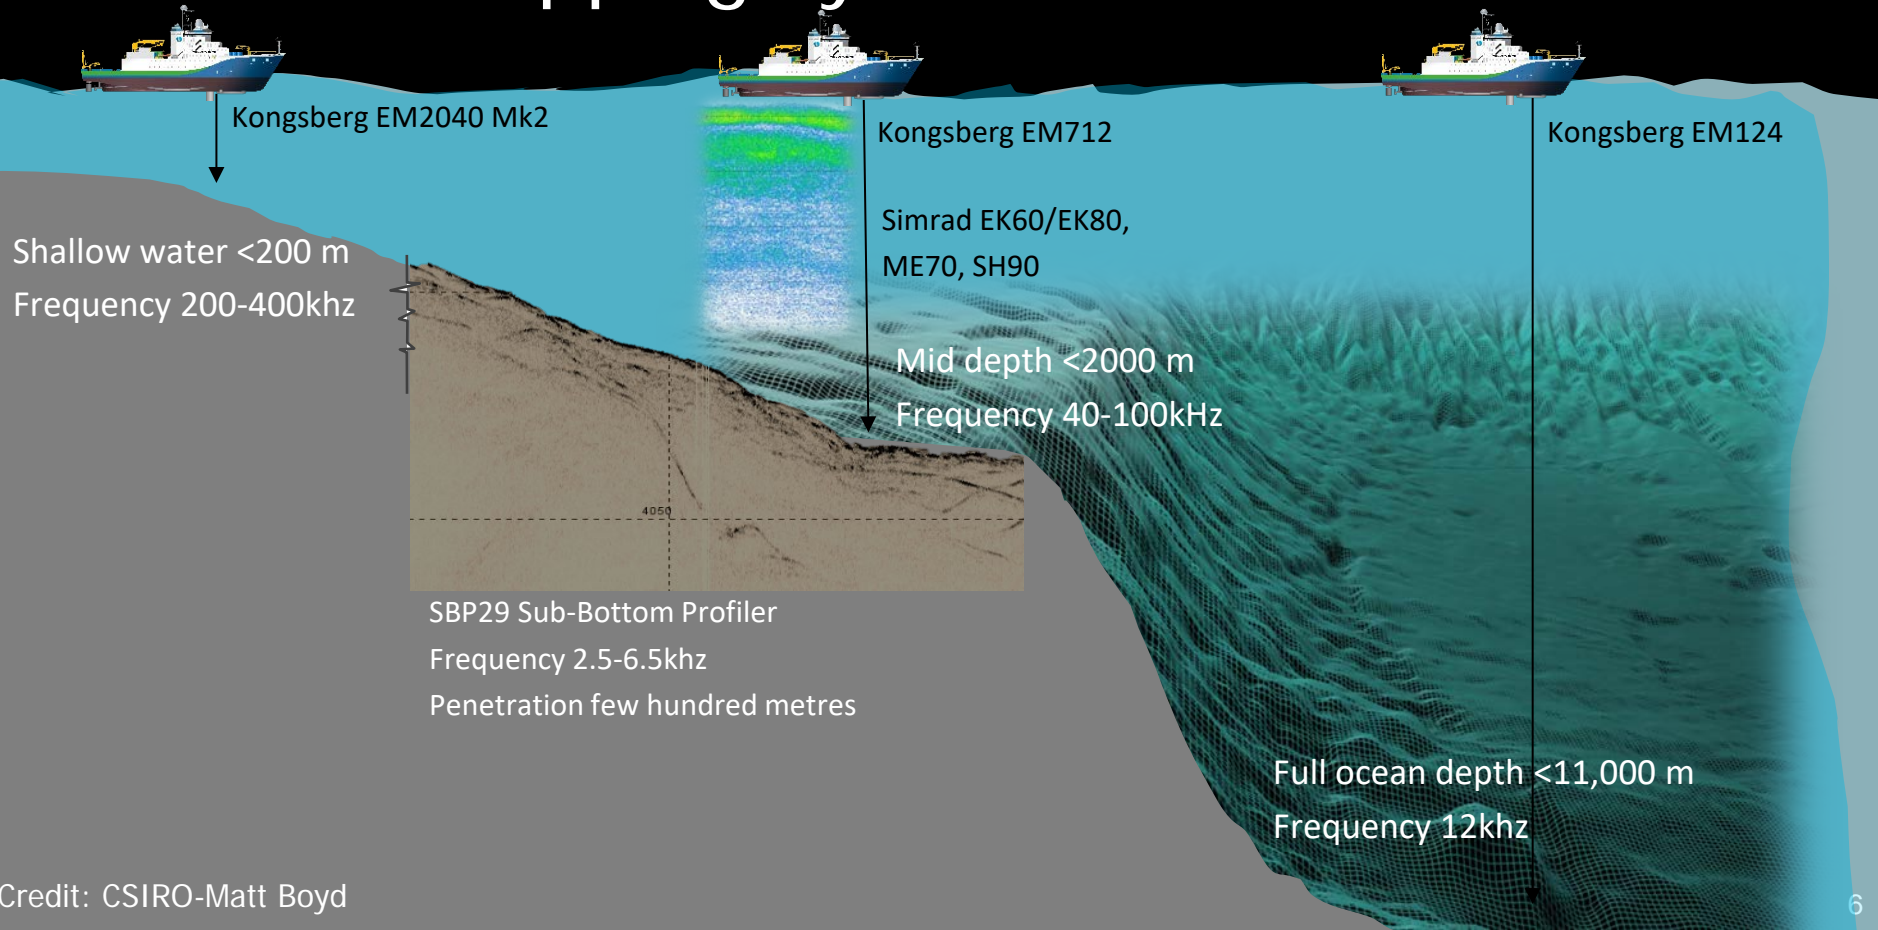 Kongsberg EM2040 Mk2
Shallow water <200 m
Frequency 200-400khz
Kongsberg EM712
Simrad EK60/EK80,
ME70, SH90
Mid depth <2000 m
Frequency 40-100kHz
Kongsberg EM124
4050
SBP29 Sub-Bottom Profiler
Frequency 2.5-6.5khz
Penetration few hundred metres
Full ocean depth <11,000 m
Frequency 12khz
Credit: CSIRO-Matt Boyd
6